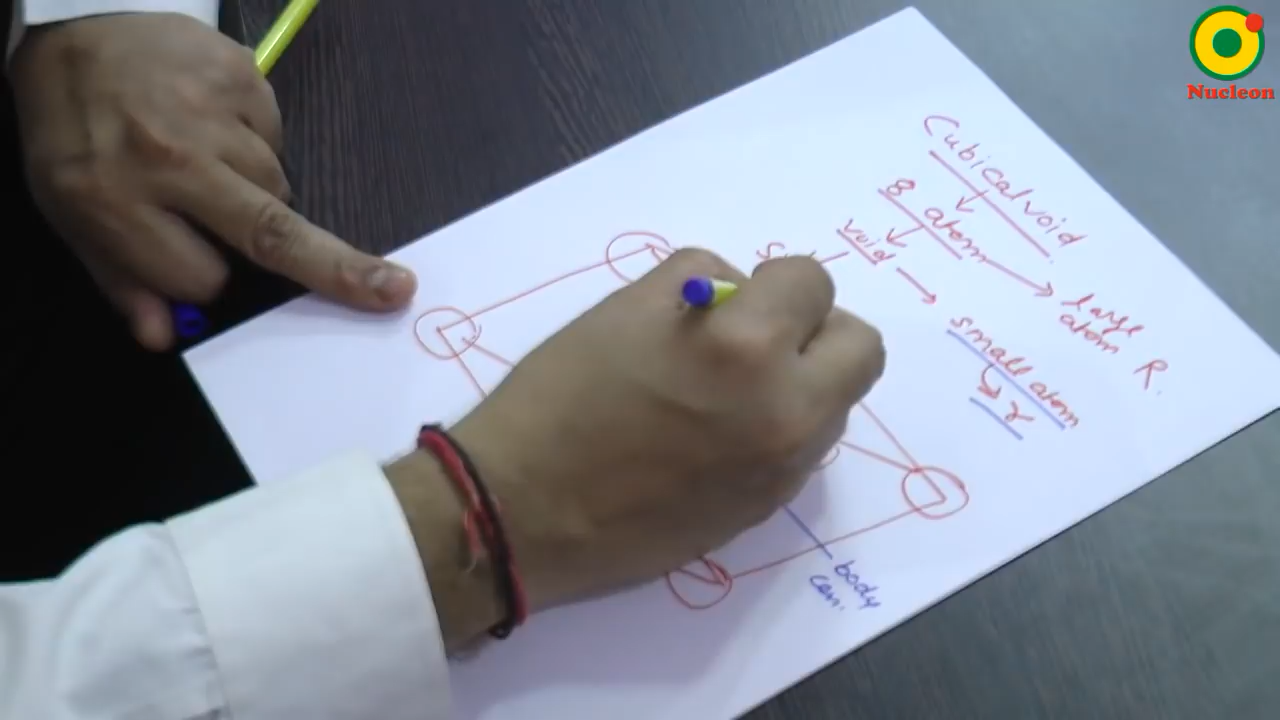 Nucleon
Cubical void
8 atom
void
large
atom
R.
small atom
r
body
cen.